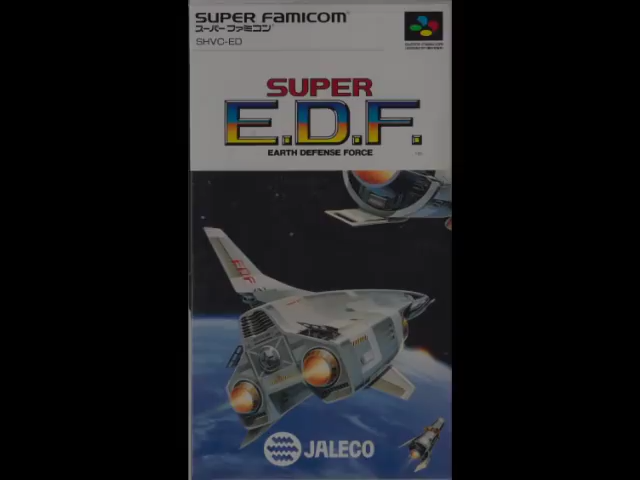 SUPER FAMICOM
スーパーファミコン
SHVC-ED
SUPER
E.D.F.
EARTH DEFENSE FORCE
EDF
JALECO